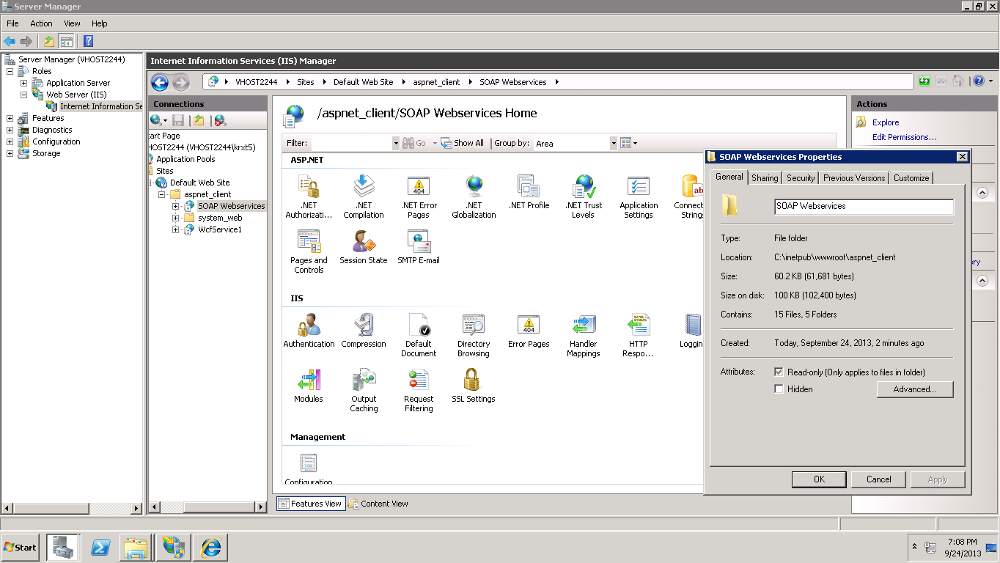 Server Manager
File Action View Help
Server Manager (VHOST2244)
Roles
Application Server
Web Server (IIS)
Internet Information Se
Features
Diagnostics
Configuration
Storage
Internet Information Services (IIS) Manager
VHOST2244 Sites Default Web Site aspnet_client SOAP Webservices
Connections
art Page
HOST2244 (VHOST2244\krxt5)
Application Pools
Sites
Default Web Site
aspnet_client
SOAP Webservices
system_web
WcfService1
/aspnet_client/SOAP Webservices Home
Filter: Go Show All Group by: Area
ASP.NET
.NET Authorizati...
.NET Compilation
.NET Error Pages
.NET Globalization
.NET Profile
.NET Trust Levels
Application Settings
Connect
Strings
Pages and Controls
Session State
SMTP E-mail
IIS
Authentication
Compression
Default Document
Directory Browsing
Error Pages
Handler Mappings
HTTP Respo...
Loggin
Modules
Output Caching
Request Filtering
SSL Settings
Management
Configuration
Features View Content View
Actions
Explore
Edit Permissions...
ry
SOAP Webservices Properties
General Sharing Security Previous Versions Customize
SOAP Webservices
Type: File folder
Location: C:\inetpub\wwwroot\aspnet_client
Size: 60.2 KB (61,681 bytes)
Size on disk: 100 KB (102,400 bytes)
Contains: 15 Files, 5 Folders
Created: Today, September 24, 2013, 2 minutes ago
Attributes: Read-only (Only applies to files in folder)
Hidden Advanced...
OK Cancel Apply
Start
7:08 PM
9/24/2013